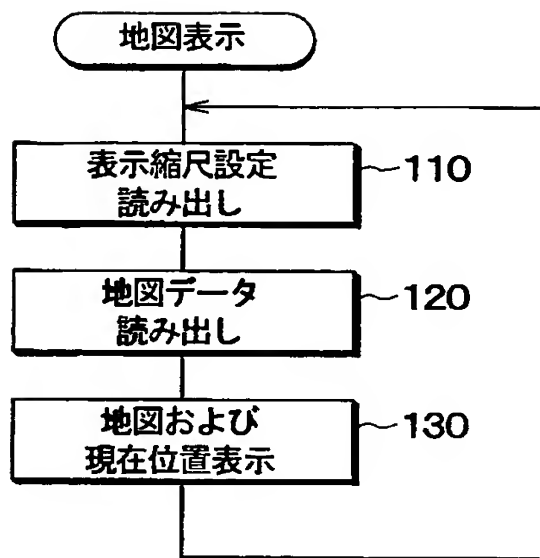 地図表示
表示縮尺設定
読み出し
110
地図データ
読み出し
120
地図および
現在位置表示
130